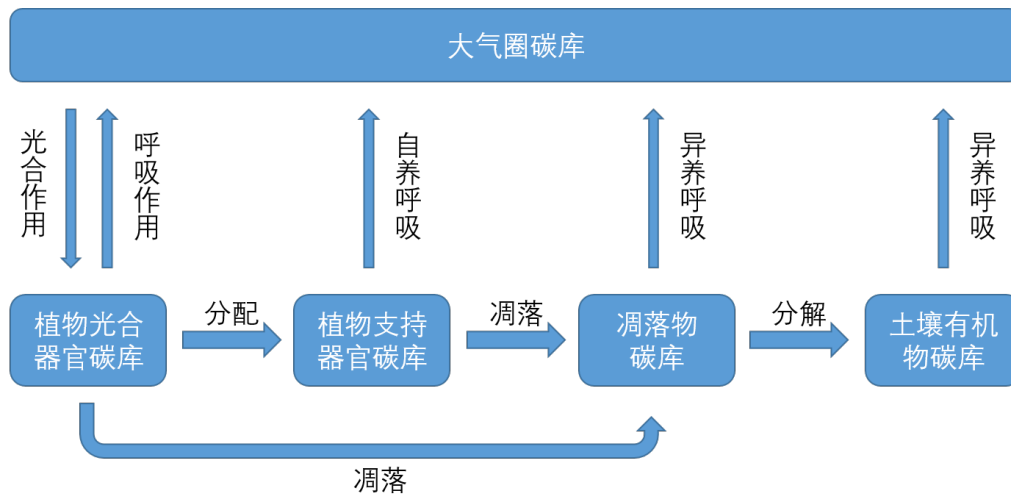 大气圈碳库
光合作用
呼吸作用
自养呼吸
异养呼吸
异养呼吸
植物光合
器官碳库
分配
植物支持
器官碳库
凋落
凋落物
碳库
分解
土壤有机
物碳库
凋落